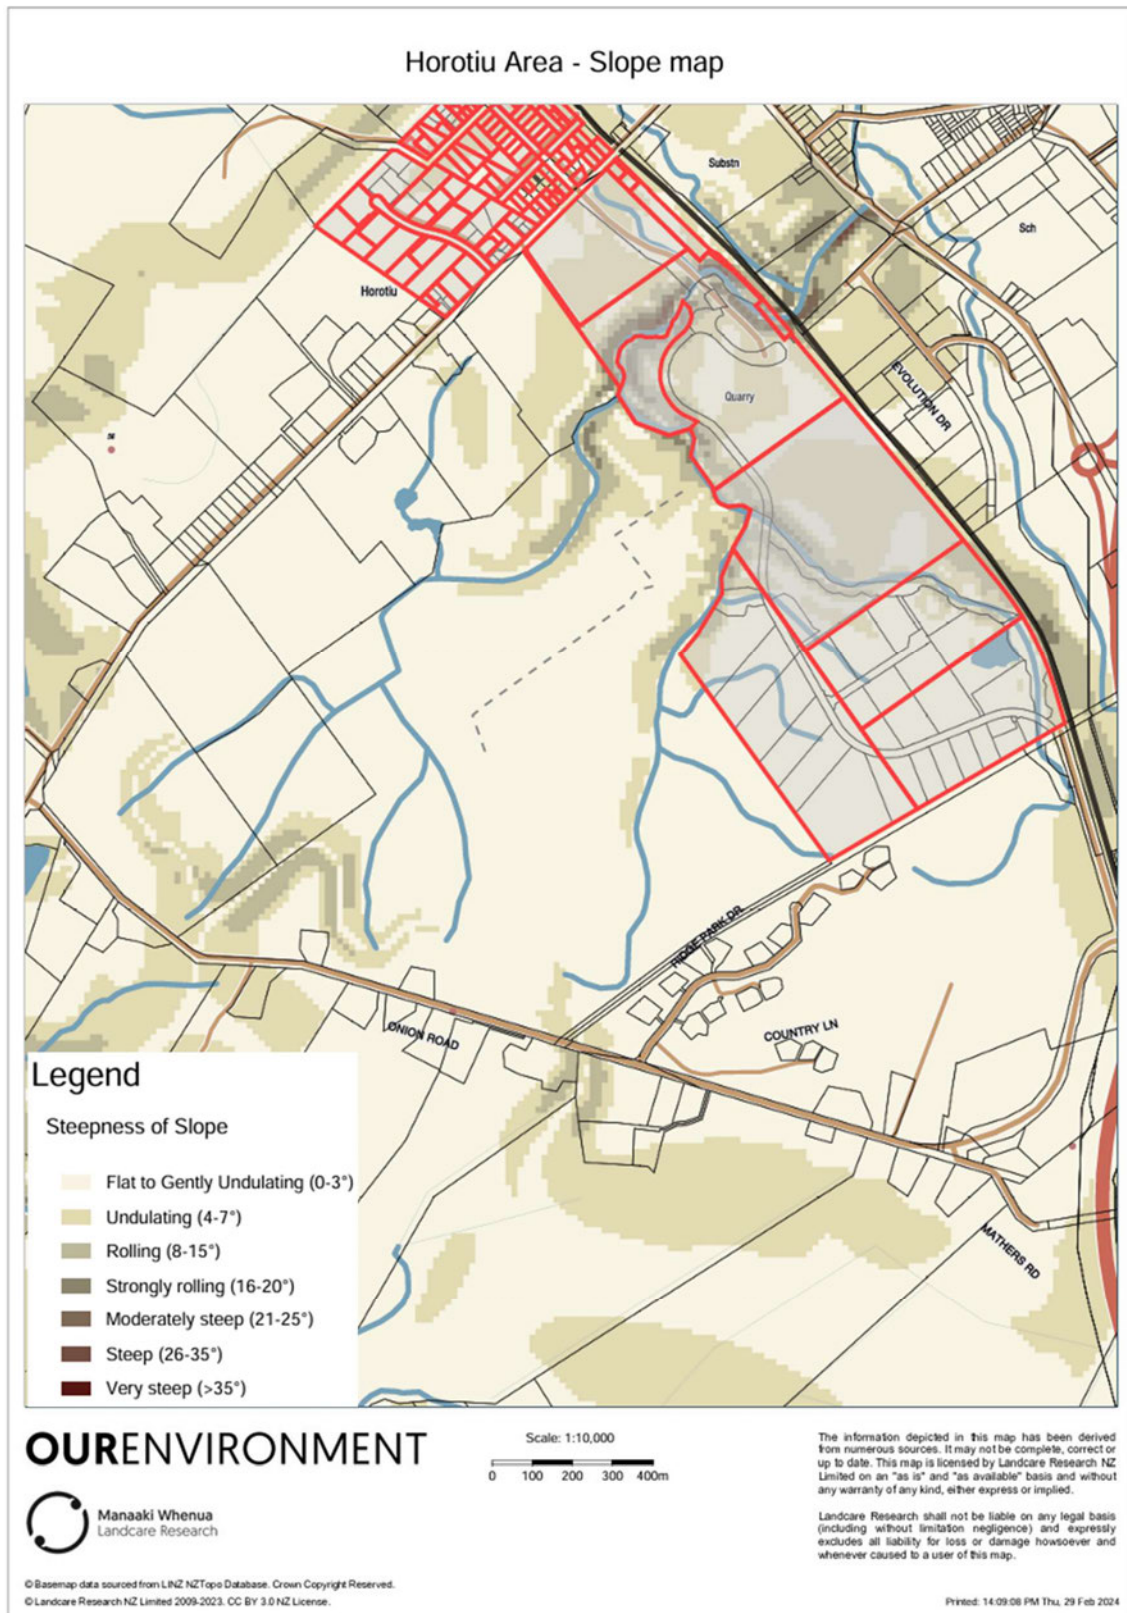 Horotiu Area - Slope map
Substn
Sch
Horotiu
EVOLUTION DR
Quarry
RIDGE PARK DR
ONION ROAD
COUNTRY LN
MATHERS RD
Legend
Steepness of Slope
Flat to Gently Undulating (0-3°)
Undulating (4-7°)
Rolling (8-15°)
Strongly rolling (16-20°)
Moderately steep (21-25°)
Steep (26-35°)
Very steep (>35°)
OURENVIRONMENT
Manaaki Whenua
Landcare Research
Scale: 1:10,000
0 100 200 300 400m
The information depicted in this map has been derived
from numerous sources. It may not be complete, correct or
up to date. This map is licensed by Landcare Research NZ
Limited on an "as is" and "as available" basis and without
any warranty of any kind, either express or implied.
Landcare Research shall not be liable on any legal basis
(including without limitation negligence) and expressly
excludes all liability for loss or damage howsoever and
whenever caused to a user of this map.
© Basemap data sourced from LINZ NZTopo Database. Crown Copyright Reserved.
© Landcare Research NZ Limited 2009-2023. CC BY 3.0 NZ License.
Printed: 14:09:08 PM Thu, 29 Feb 2024